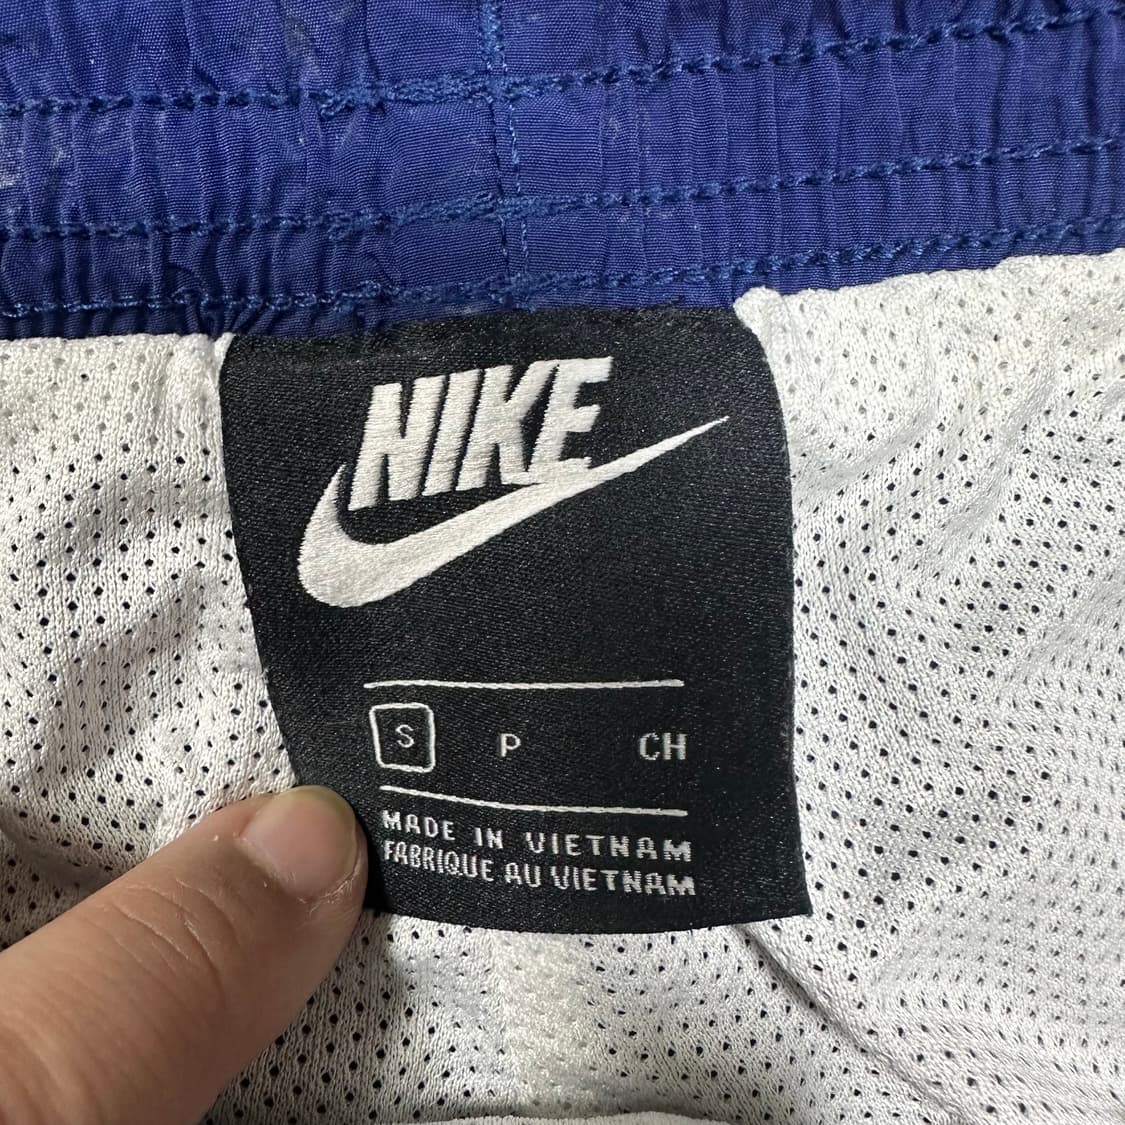 NIKE
S P CH
MADE IN VIETNAM
FABRIQUE AU VIETNAM